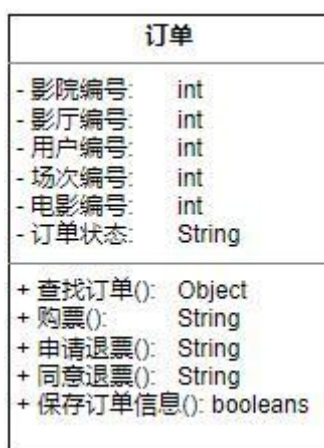 订单
- 影院编号: int
- 影厅编号: int
- 用户编号: int
- 场次编号: int
- 电影编号: int
- 订单状态: String
+ 查找订单(): Object
+ 购票(): String
+ 申请退票(): String
+ 同意退票(): String
+ 保存订单信息(): booleans